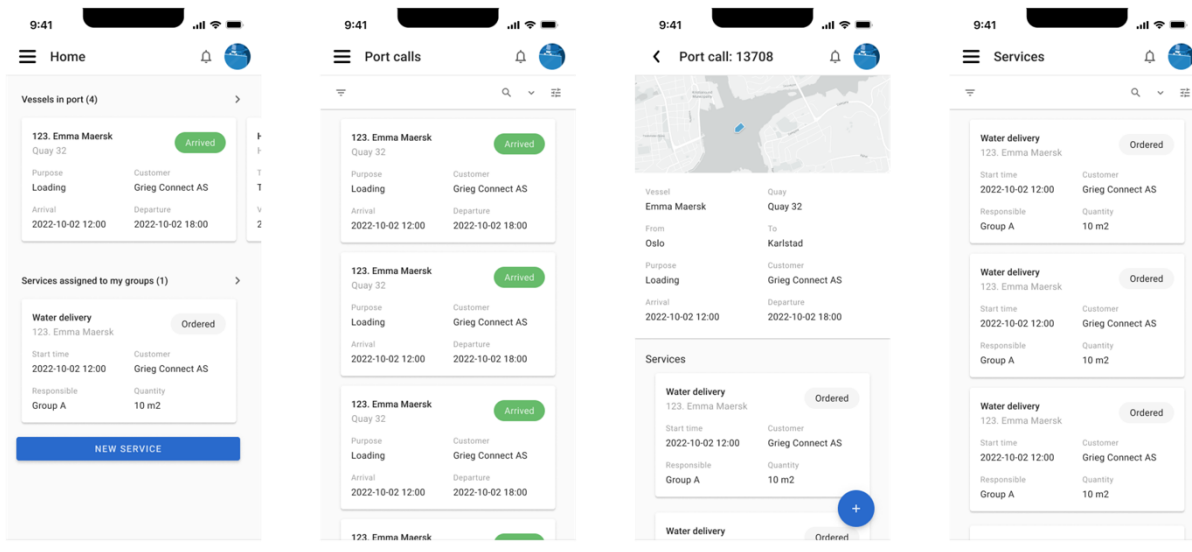 9:41
Home
Vessels in port (4)
123. Emma Maersk
Quay 32
Arrived
Purpose Customer
Loading Grieg Connect AS
Arrival Departure
2022-10-02 12:00 2022-10-02 18:00
Services assigned to my groups (1)
Water delivery
123. Emma Maersk
Ordered
Start time Customer
2022-10-02 12:00 Grieg Connect AS
Responsible Quantity
Group A 10 m2
NEW SERVICE
9:41
Port calls
123. Emma Maersk
Quay 32
Arrived
Purpose Customer
Loading Grieg Connect AS
Arrival Departure
2022-10-02 12:00 2022-10-02 18:00
123. Emma Maersk
Quay 32
Arrived
Purpose Customer
Loading Grieg Connect AS
Arrival Departure
2022-10-02 12:00 2022-10-02 18:00
123. Emma Maersk
Quay 32
Arrived
Purpose Customer
Loading Grieg Connect AS
Arrival Departure
2022-10-02 12:00 2022-10-02 18:00
123. Emma Maersk
Arrived
9:41
Port call: 13708
Vessel Quay
Emma Maersk Quay 32
From To
Oslo Karlstad
Purpose Customer
Loading Grieg Connect AS
Arrival Departure
2022-10-02 12:00 2022-10-02 18:00
Services
Water delivery
123. Emma Maersk
Ordered
Start time Customer
2022-10-02 12:00 Grieg Connect AS
Responsible Quantity
Group A 10 m2
+
Water delivery
Ordered
9:41
Services
Water delivery
123. Emma Maersk
Ordered
Start time Customer
2022-10-02 12:00 Grieg Connect AS
Responsible Quantity
Group A 10 m2
Water delivery
123. Emma Maersk
Ordered
Start time Customer
2022-10-02 12:00 Grieg Connect AS
Responsible Quantity
Group A 10 m2
Water delivery
123. Emma Maersk
Ordered
Start time Customer
2022-10-02 12:00 Grieg Connect AS
Responsible Quantity
Group A 10 m2